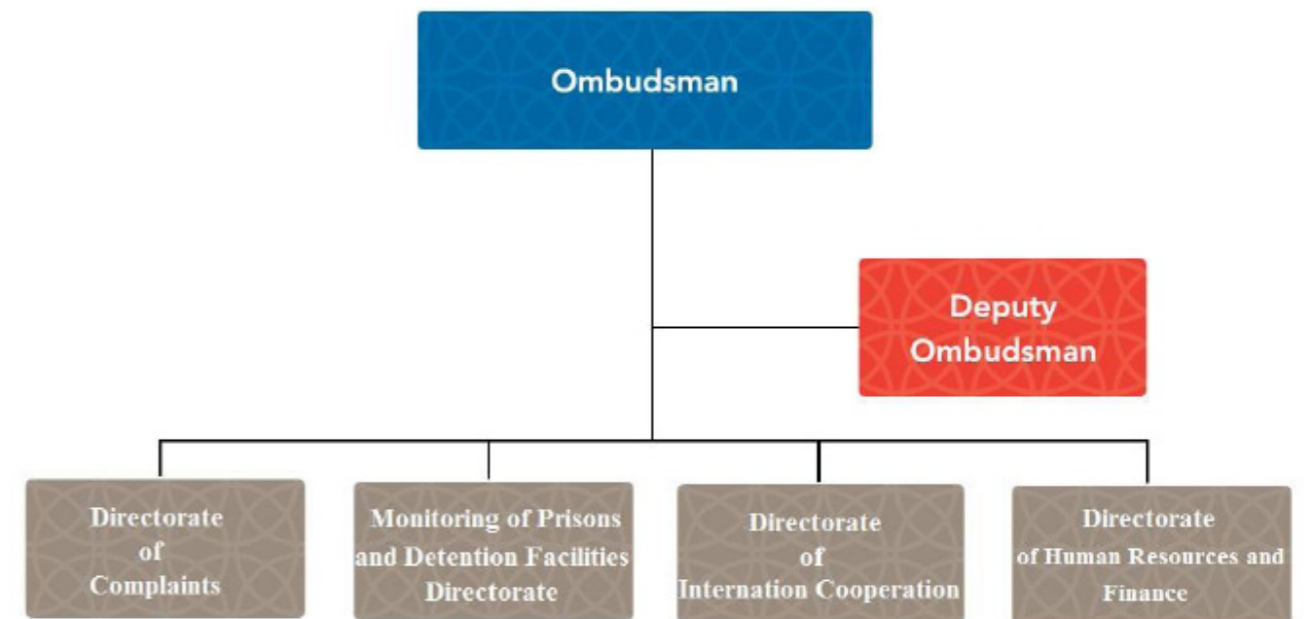 Ombudsman
Deputy
Ombudsman
Directorate
of
Complaints
Monitoring of Prisons
and Detention Facilities
Directorate
Directorate
of
Internation Cooperation
Directorate
of Human Resources and
Finance